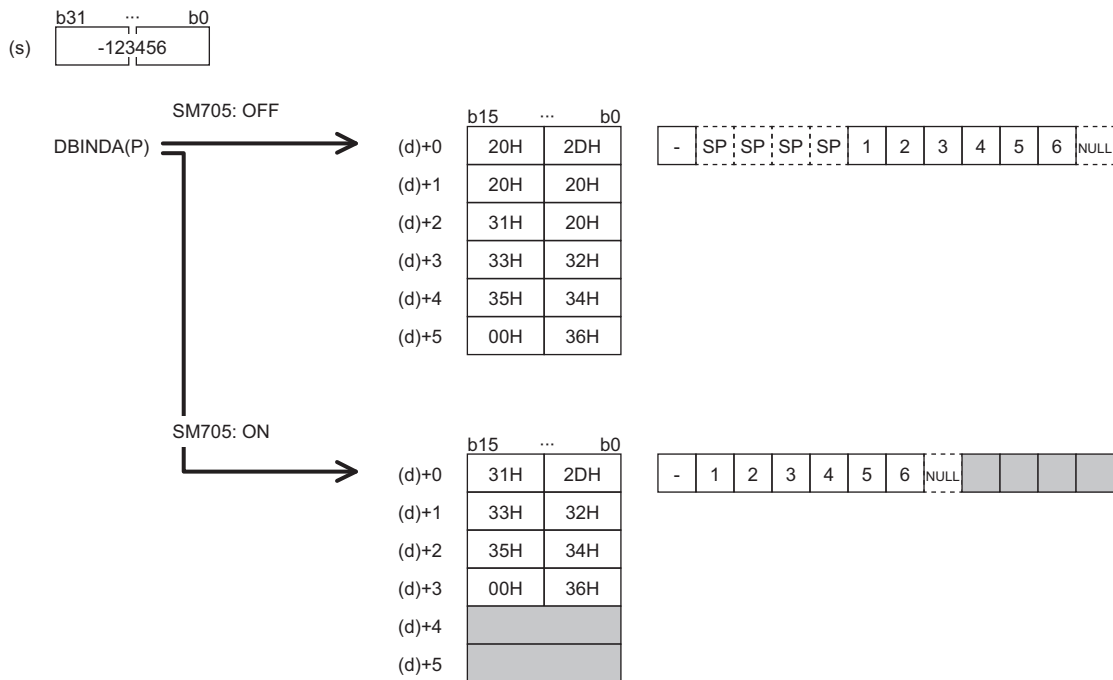 b31 ··· b0
(s) -123456
SM705: OFF
DBINDA(P)
b15 ··· b0
(d)+0 20H 2DH - SP SP SP SP 1 2 3 4 5 6 NULL
(d)+1 20H 20H
(d)+2 31H 20H
(d)+3 33H 32H
(d)+4 35H 34H
(d)+5 00H 36H
SM705: ON
b15 ··· b0
(d)+0 31H 2DH - 1 2 3 4 5 6 NULL
(d)+1 33H 32H
(d)+2 35H 34H
(d)+3 00H 36H
(d)+4
(d)+5